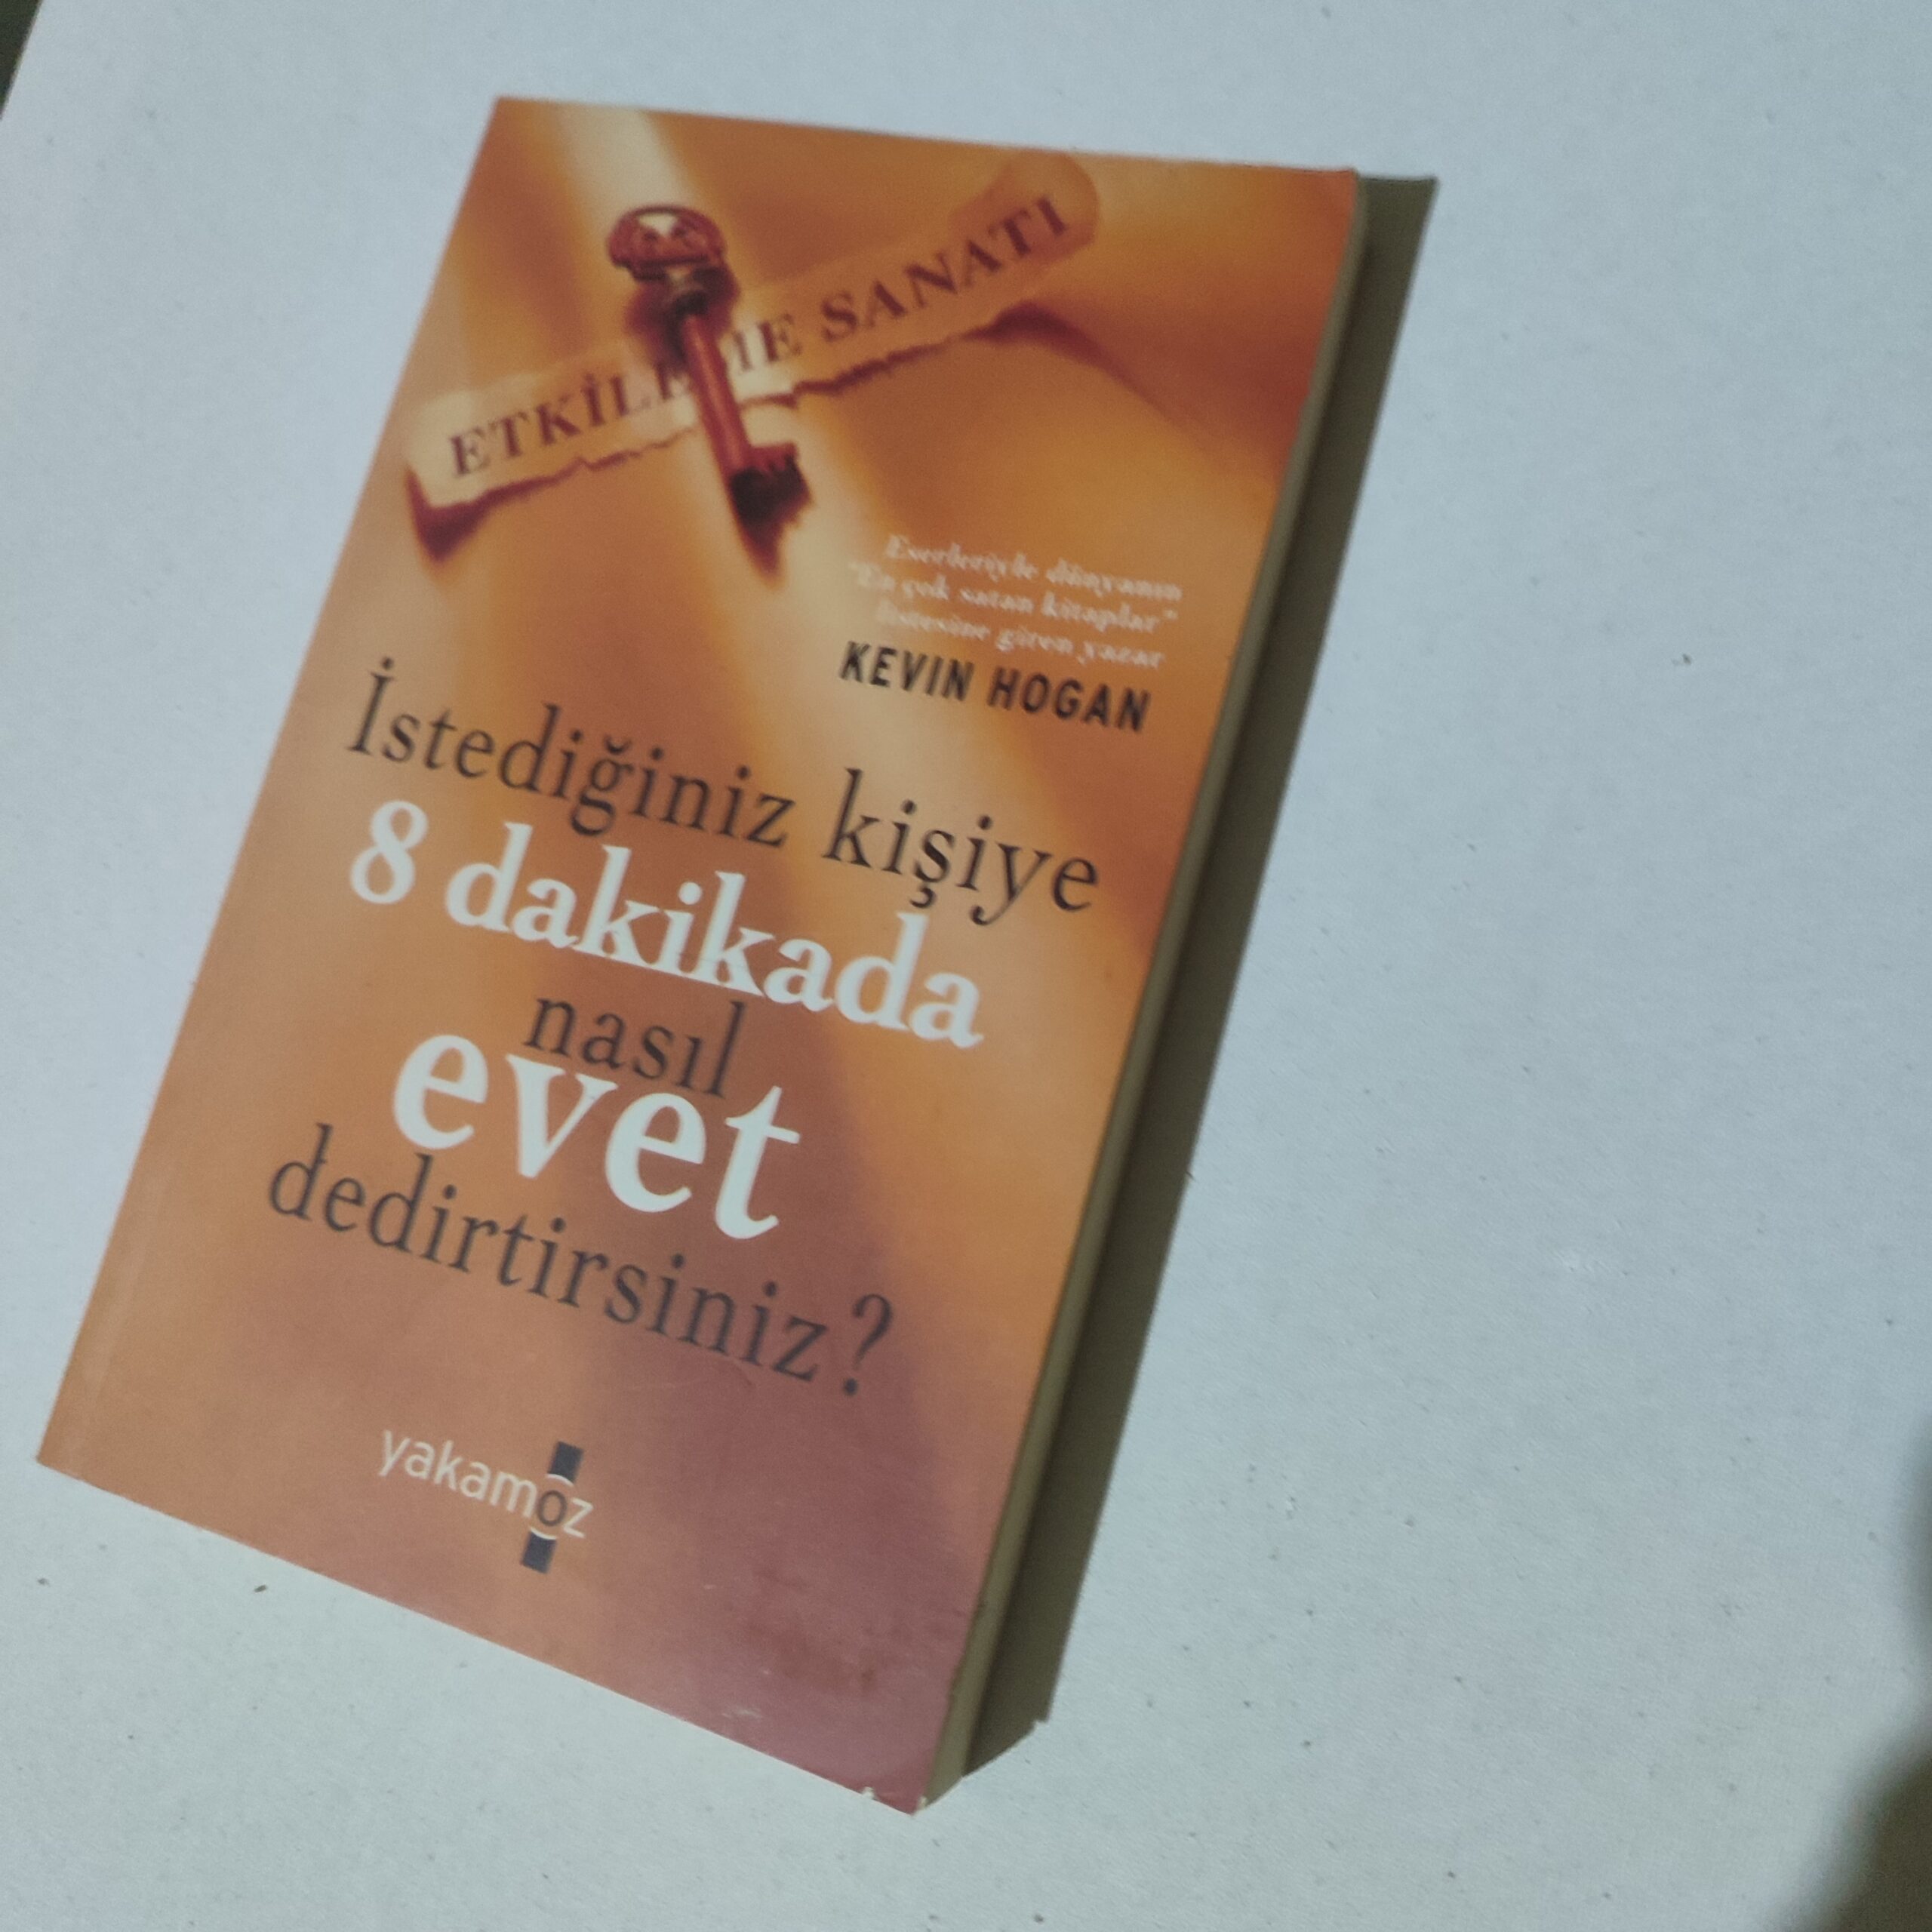 ETKİLEME SANATI
Eserleriyle dünyanın
"En çok satan kitaplar"
listesine giren yazar
KEVIN HOGAN
İstediğiniz kişiye
8 dakikada
nasıl
evet
dedirtirsiniz?
yakamoz